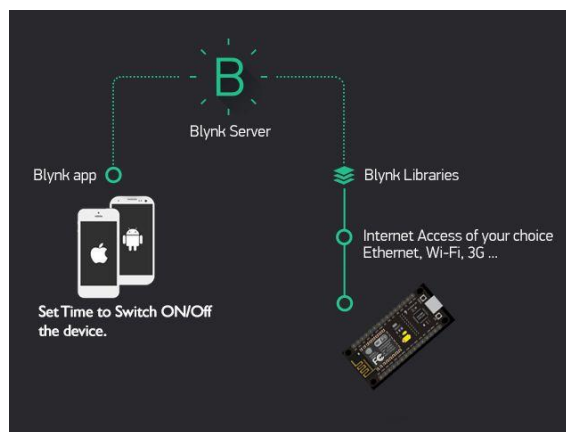 B
Blynk Server
Blynk app
Blynk Libraries
Internet Access of your choice
Ethernet, Wi-Fi, 3G ...
Set Time to Switch ON/Off
the device.